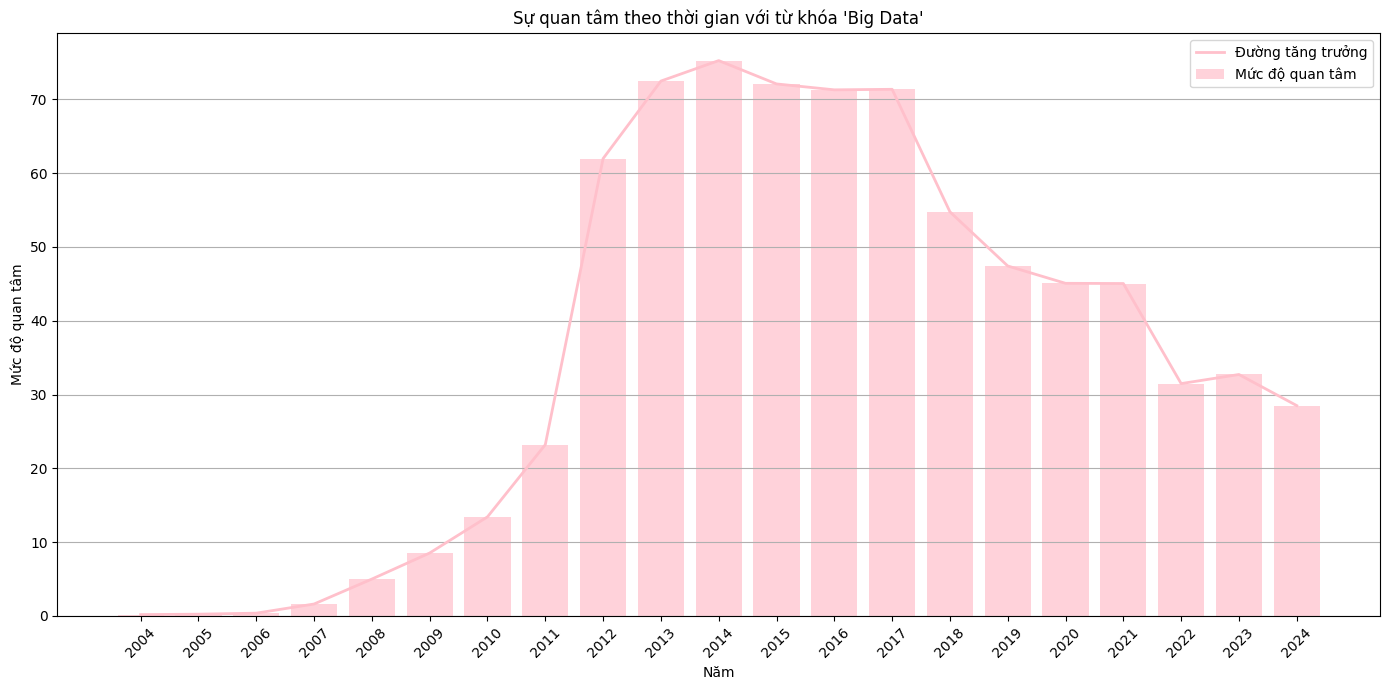 Sự quan tâm theo thời gian với từ khóa 'Big Data'
Đường tăng trưởng
Mức độ quan tâm
Mức độ quan tâm
70
60
50
40
30
20
10
0
2004 2005 2006 2007 2008 2009 2010 2011 2012 2013 2014 2015 2016 2017 2018 2019 2020 2021 2022 2023 2024
Năm